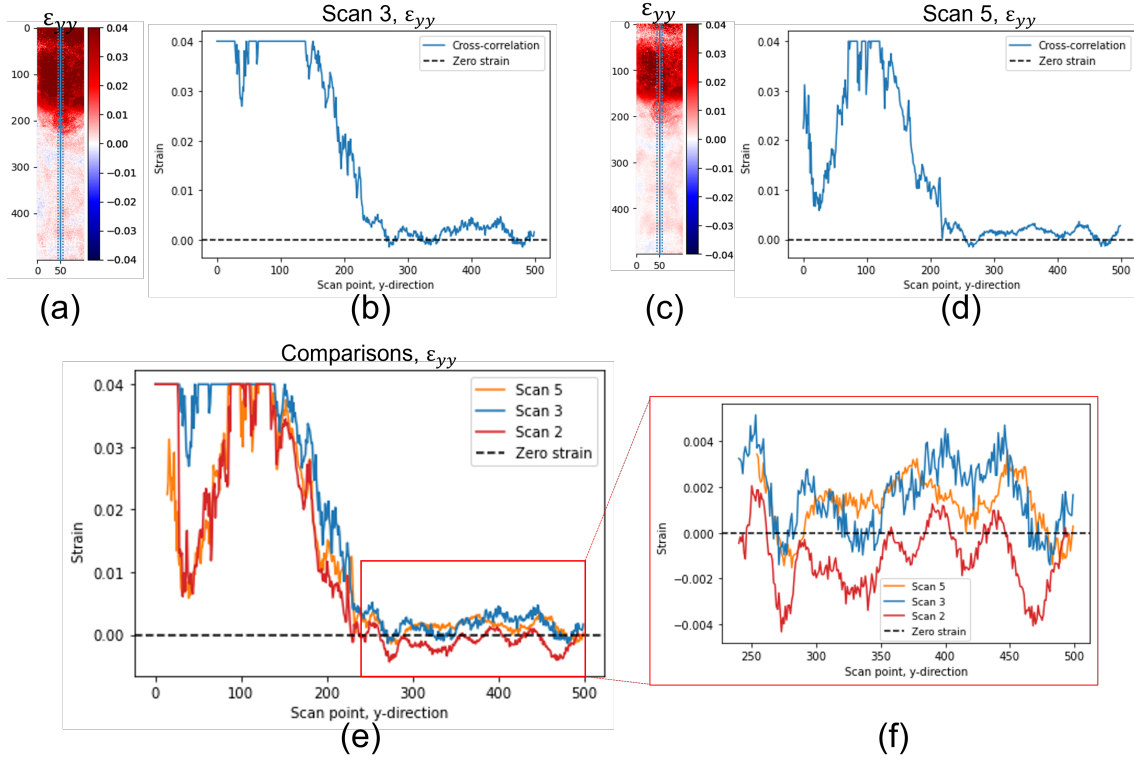 ε𝑦𝑦
0
100
200
300
400
0
50
0.04
0.03
0.02
0.01
0.00
−0.01
−0.02
−0.03
−0.04
(a)
Scan 3, ε𝑦𝑦
Cross-correlation
Zero strain
0.04
0.03
0.02
0.01
0.00
Strain
0
100
200
300
400
500
Scan point, y-direction
(b)
ε𝑦𝑦
0
100
200
300
400
0
50
0.04
0.03
0.02
0.01
0.00
−0.01
−0.02
−0.03
−0.04
(c)
Scan 5, ε𝑦𝑦
Cross-correlation
Zero strain
0.04
0.03
0.02
0.01
0.00
Strain
0
100
200
300
400
500
Scan point, y-direction
(d)
Comparisons, ε𝑦𝑦
Scan 5
Scan 3
Scan 2
Zero strain
0.04
0.03
0.02
0.01
0.00
Strain
0
100
200
300
400
500
Scan point, y-direction
(e)
0.004
0.002
0.000
−0.002
−0.004
Strain
Scan 5
Scan 3
Scan 2
Zero strain
250
300
350
400
450
500
Scan point, y-direction
(f)